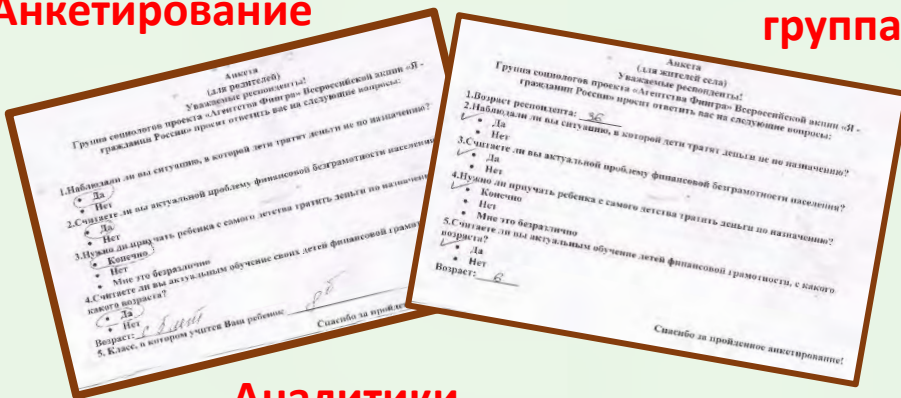 Анкетирование
группа
Анкета
(для родителей)
Уважаемые респонденты!
Группа социологов проекта «Агентства Фингра» Всероссийской акции «Я -
гражданин России» просит ответить вас на следующие вопросы:
1.Наблюдали ли вы ситуацию, в которой дети тратят деньги не по назначению?
• Да
• Нет
2.Считаете ли вы актуальной проблему финансовой безграмотности населения
• Да
• Нет
3.Нужно ли приучать ребенка с самого детства тратить деньги по назначени
• Конечно
• Нет
• Мне это безразлично
4.Считаете ли вы актуальным обучение своих детей финансовой грамот
какого возраста?
• Да
• Нет
Возраст: с 6 лет
5. Класс, в котором учится Ваш ребенок: 8б
Спасибо за пройден
Анкета
(для жителей села)
Уважаемые респонденты!
Группа социологов проекта «Агентства Фингра» Всероссийской акции «Я -
гражданин России» просит ответить вас на следующие вопросы:
1.Возраст респондента: 36
2.Наблюдали ли вы ситуацию, в которой дети тратят деньги не по назначению?
• Да
• Нет
3.Считаете ли вы актуальной проблему финансовой безграмотности населения?
• Да
• Нет
4.Нужно ли приучать ребенка с самого детства тратить деньги по назначению?
• Конечно
• Нет
• Мне это безразлично
5.Считаете ли вы актуальным обучение детей финансовой грамотности, с какого
возраста?
• Да
• Нет
Возраст: 6
Спасибо за пройденное анкетирование!
Аналитики